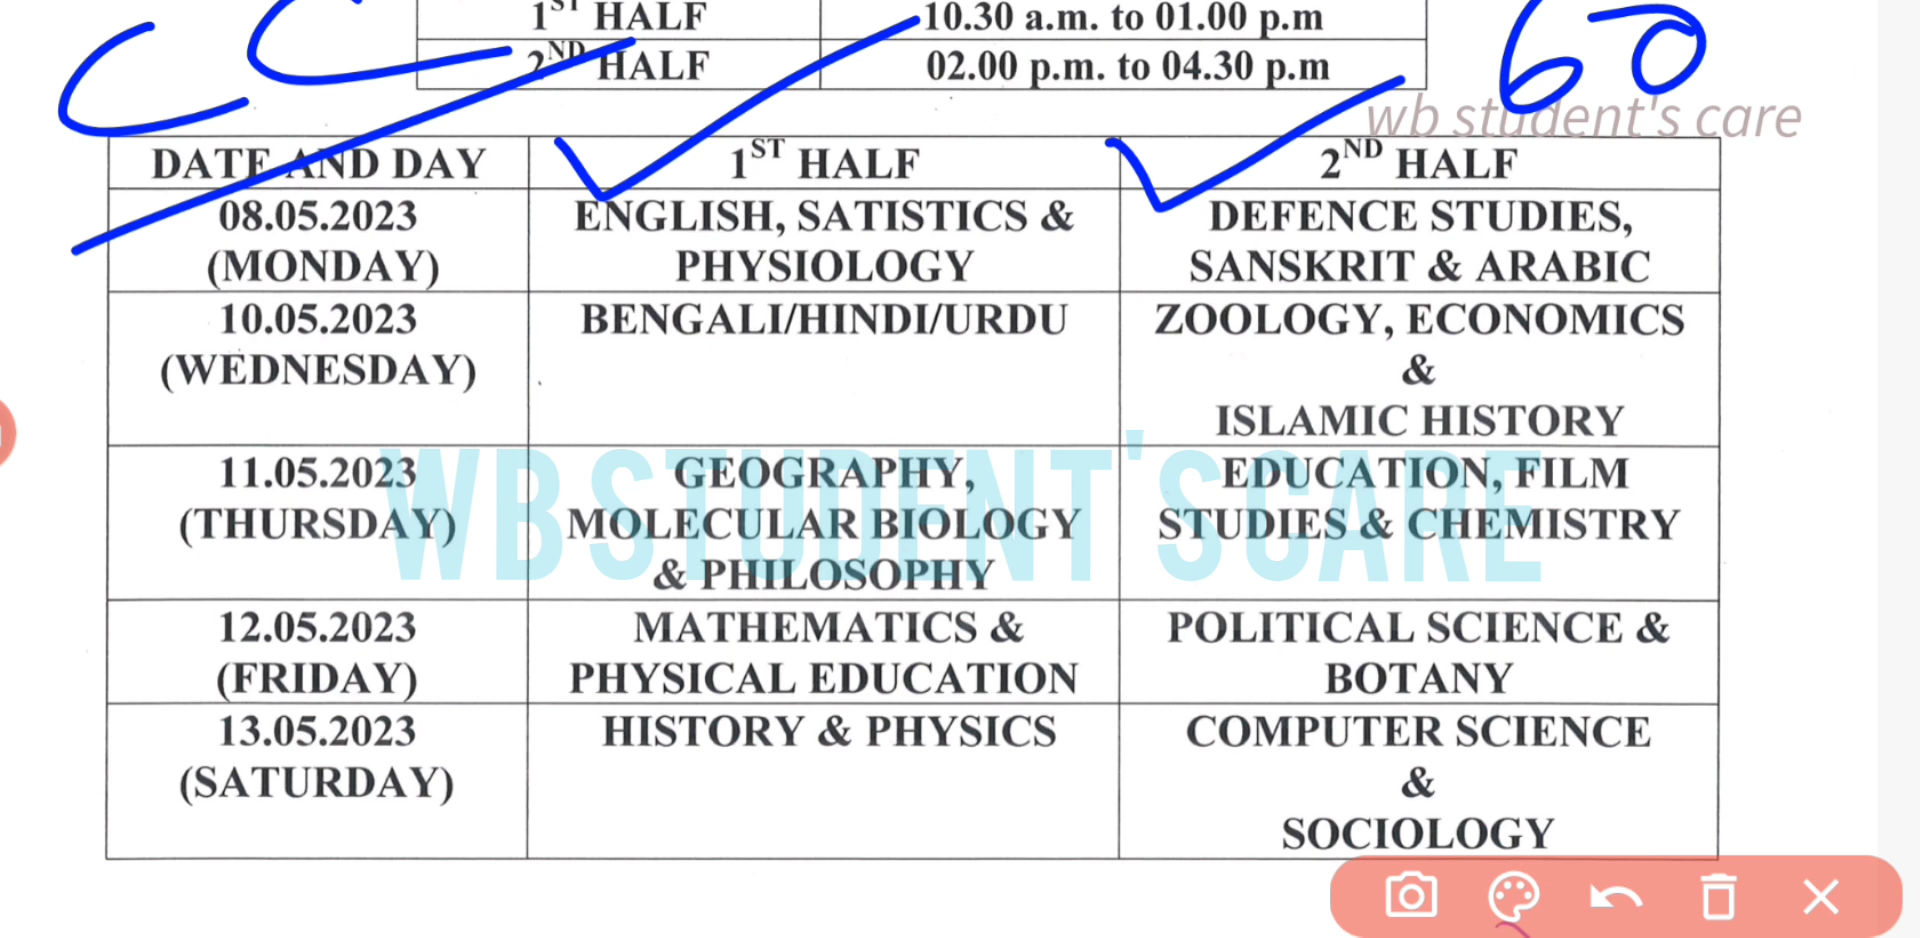 1ST HALF 10.30 a.m. to 01.00 p.m
2ND HALF 02.00 p.m. to 04.30 p.m
60
wb student's care
DATE AND DAY 1ST HALF 2ND HALF
08.05.2023 ENGLISH, SATISTICS & DEFENCE STUDIES,
(MONDAY) PHYSIOLOGY SANSKRIT & ARABIC
10.05.2023 BENGALI/HINDI/URDU ZOOLOGY, ECONOMICS
(WEDNESDAY) &
ISLAMIC HISTORY
11.05.2023 GEOGRAPHY, EDUCATION, FILM
(THURSDAY) MOLECULAR BIOLOGY STUDIES & CHEMISTRY
& PHILOSOPHY
WB STUDENT'S CARE
12.05.2023 MATHEMATICS & POLITICAL SCIENCE &
(FRIDAY) PHYSICAL EDUCATION BOTANY
13.05.2023 HISTORY & PHYSICS COMPUTER SCIENCE
(SATURDAY) &
SOCIOLOGY